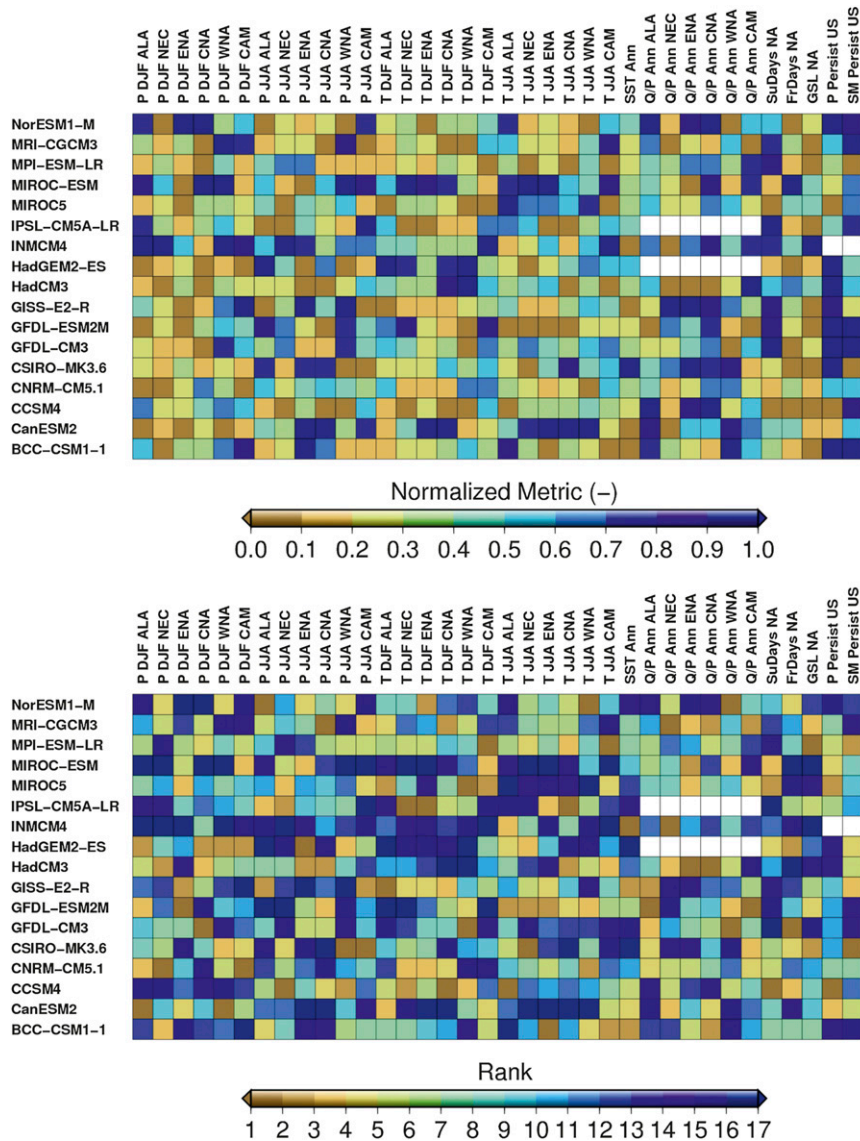 P DJF ALA
P DJF NEC
P DJF ENA
P DJF CNA
P DJF WNA
P DJF CAM
P JJA ALA
P JJA NEC
P JJA ENA
P JJA CNA
P JJA WNA
P JJA CAM
T DJF ALA
T DJF NEC
T DJF ENA
T DJF CNA
T DJF WNA
T DJF CAM
T JJA ALA
T JJA NEC
T JJA ENA
T JJA CNA
T JJA WNA
T JJA CAM
SST Ann
Q/P Ann ALA
Q/P Ann NEC
Q/P Ann ENA
Q/P Ann CNA
Q/P Ann WNA
Q/P Ann CAM
SuDays NA
FrDays NA
GSL NA
P Persist US
SM Persist US
NorESM1-M
MRI-CGCM3
MPI-ESM-LR
MIROC-ESM
MIROC5
IPSL-CM5A-LR
INMCM4
HadGEM2-ES
HadCM3
GISS-E2-R
GFDL-ESM2M
GFDL-CM3
CSIRO-MK3.6
CNRM-CM5.1
CCSM4
CanESM2
BCC-CSM1-1
Normalized Metric (-)
0.0 0.1 0.2 0.3 0.4 0.5 0.6 0.7 0.8 0.9 1.0
P DJF ALA
P DJF NEC
P DJF ENA
P DJF CNA
P DJF WNA
P DJF CAM
P JJA ALA
P JJA NEC
P JJA ENA
P JJA CNA
P JJA WNA
P JJA CAM
T DJF ALA
T DJF NEC
T DJF ENA
T DJF CNA
T DJF WNA
T DJF CAM
T JJA ALA
T JJA NEC
T JJA ENA
T JJA CNA
T JJA WNA
T JJA CAM
SST Ann
Q/P Ann ALA
Q/P Ann NEC
Q/P Ann ENA
Q/P Ann CNA
Q/P Ann WNA
Q/P Ann CAM
SuDays NA
FrDays NA
GSL NA
P Persist US
SM Persist US
NorESM1-M
MRI-CGCM3
MPI-ESM-LR
MIROC-ESM
MIROC5
IPSL-CM5A-LR
INMCM4
HadGEM2-ES
HadCM3
GISS-E2-R
GFDL-ESM2M
GFDL-CM3
CSIRO-MK3.6
CNRM-CM5.1
CCSM4
CanESM2
BCC-CSM1-1
Rank
1 2 3 4 5 6 7 8 9 10 11 12 13 14 15 16 17